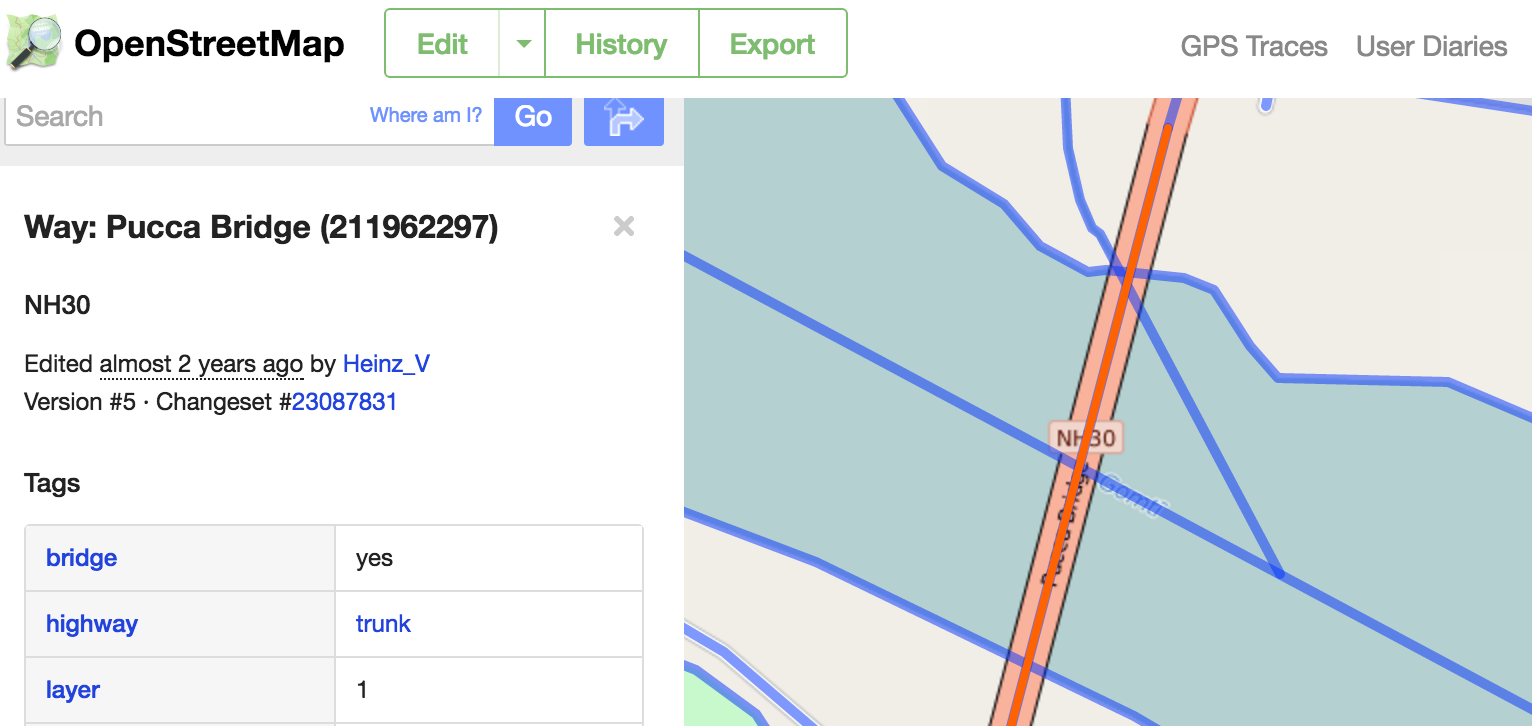 OpenStreetMap
Edit
History
Export
GPS Traces
User Diaries
Search
Where am I?
Go
Way: Pucca Bridge (211962297)
NH30
Edited almost 2 years ago by Heinz_V
Version #5 · Changeset #23087831
Tags
bridge yes
highway trunk
layer 1
NH30
Gomti
Pucca Bridge